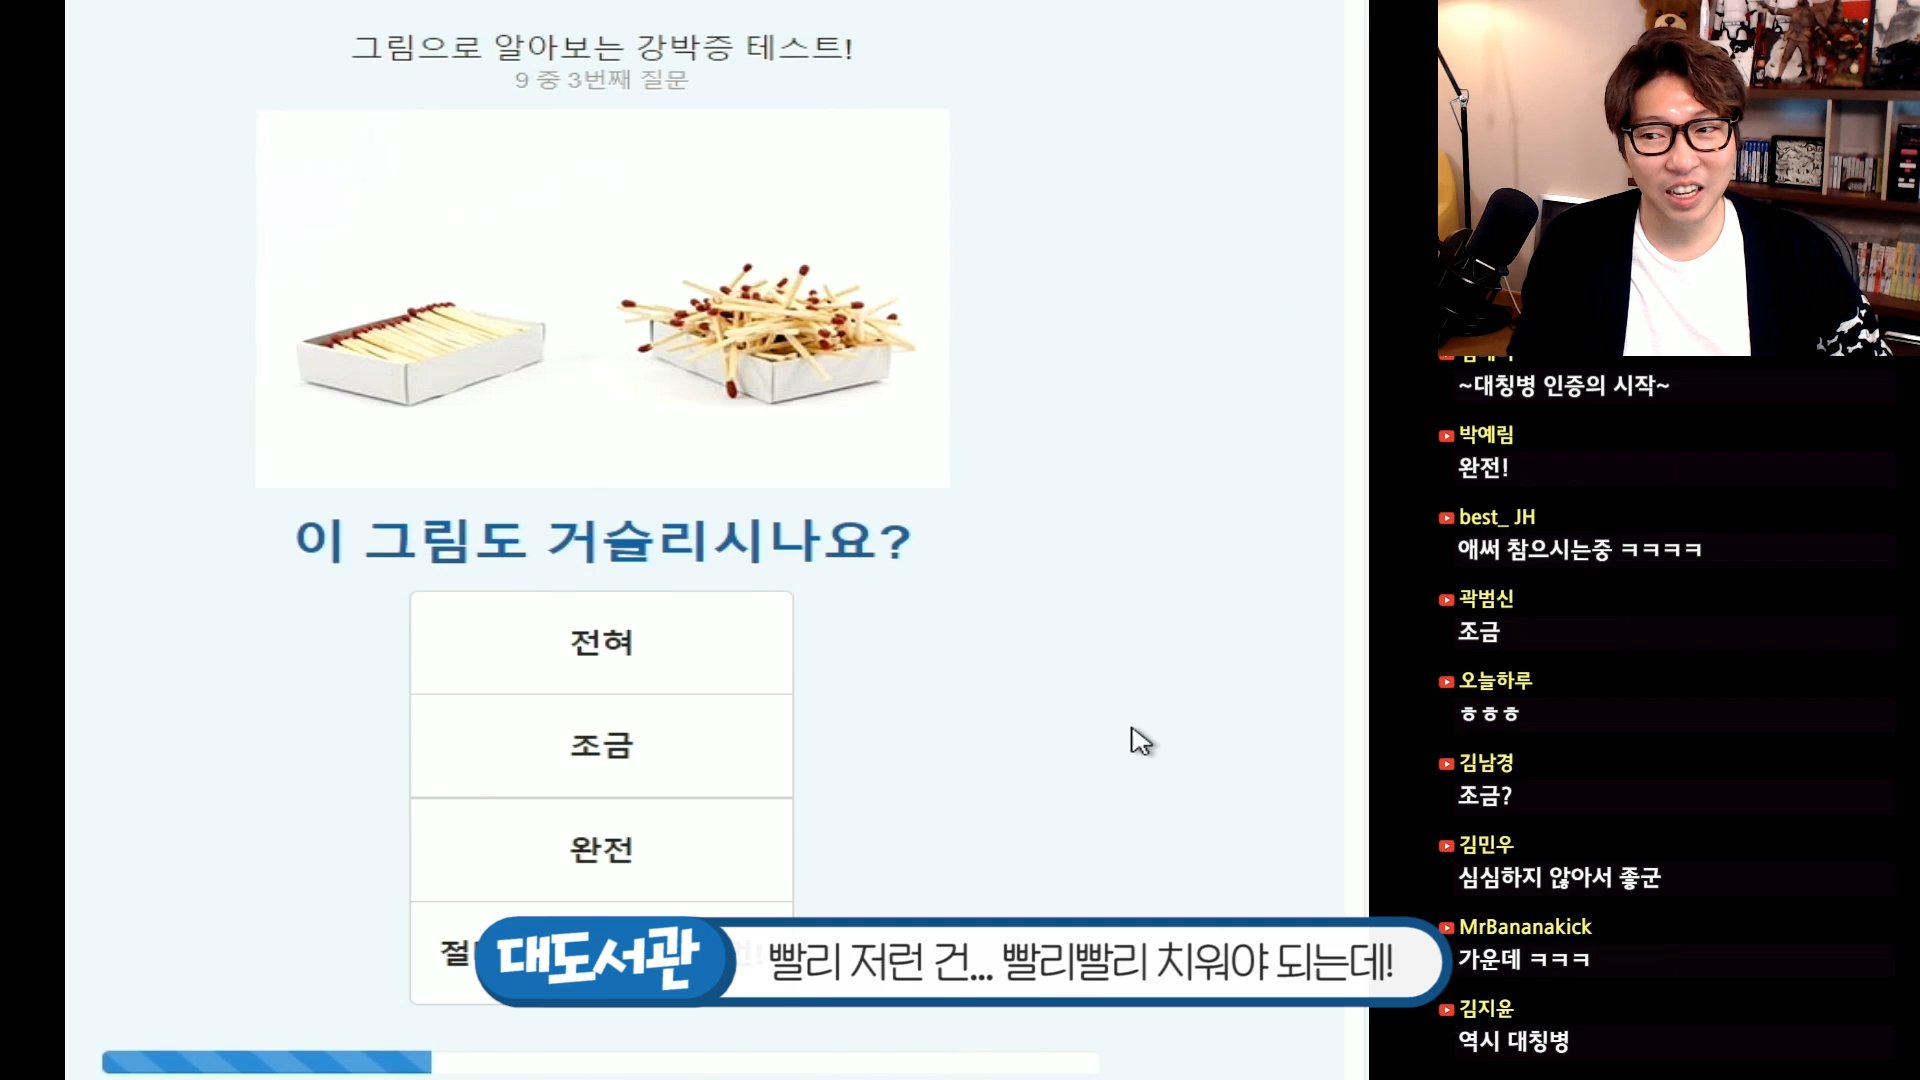 그림으로 알아보는 강박증 테스트!
9 중 3번째 질문
이 그림도 거슬리시나요?
전혀
조금
완전
대도서관
빨리 저런 건... 빨리빨리 치워야 되는데!
~대칭병 인증의 시작~
박예림
완전!
best_ JH
애써 참으시는중 ㅋㅋㅋㅋ
곽범신
조금
오늘하루
ㅎㅎㅎ
김남경
조금?
김민우
심심하지 않아서 좋군
MrBananakick
가운데 ㅋㅋㅋ
김지윤
역시 대칭병